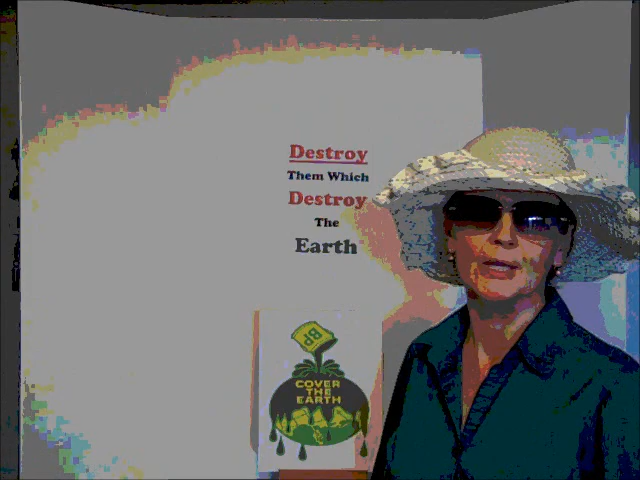 Destroy
Them Which
Destroy
The
Earth
BP
COVER
THE
EARTH